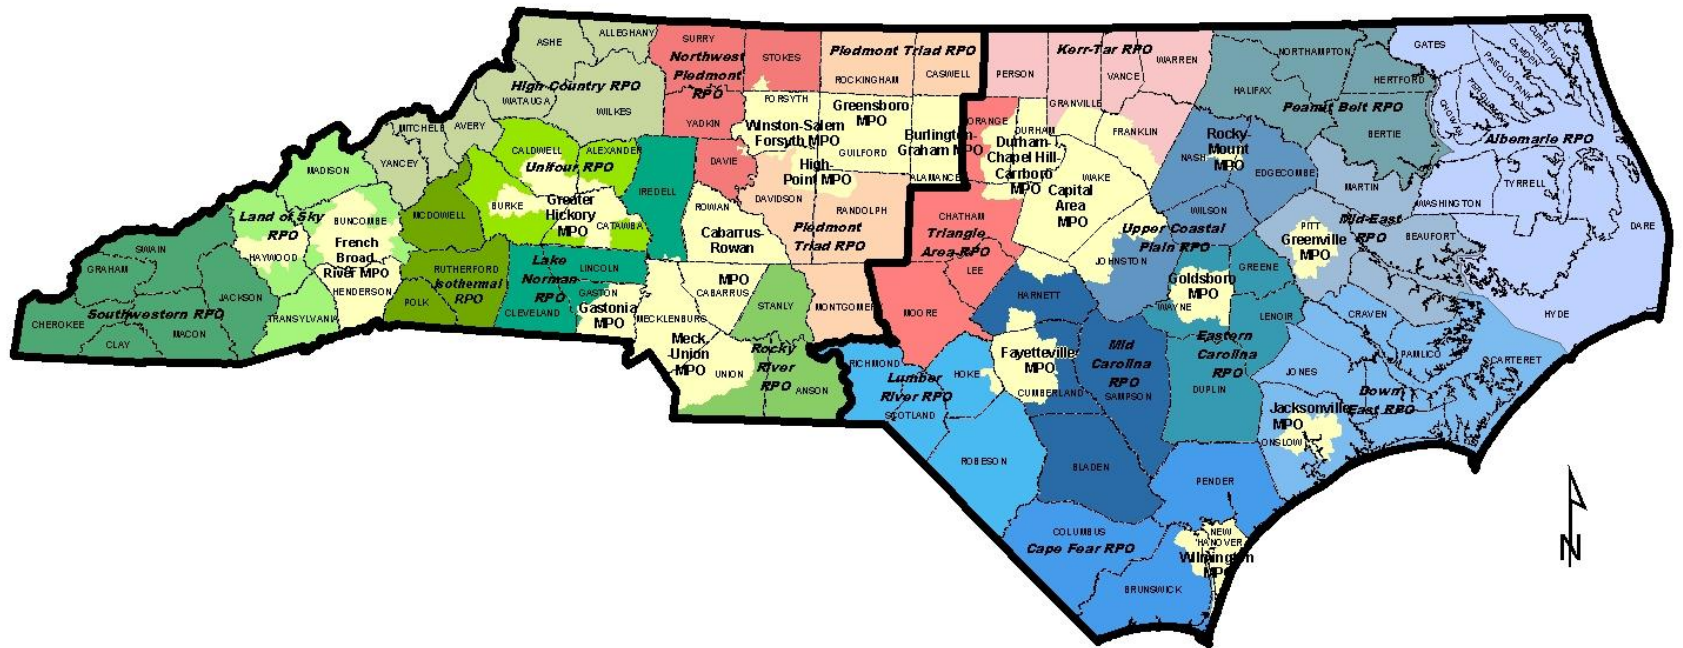 ASHE
ALLEGHANY
High Country RPO
WATAUGA
WILKES
MITCHELL
AVERY
YANCEY
SURRY
Northwest
Piedmont
RPO
STOKES
YADKIN
DAVIE
Piedmont Triad RPO
ROCKINGHAM
CASWELL
FORSYTH
Winston-Salem
Forsyth MPO
Greensboro
MPO
GUILFORD
Burlington-
Graham MPO
ALAMANCE
High-
Point MPO
DAVIDSON
RANDOLPH
Piedmont
Triad RPO
MONTGOMERY
Kerr-Tar RPO
PERSON
VANCE
WARREN
GRANVILLE
FRANKLIN
ORANGE
DURHAM
Durham-
Chapel Hill-
Carrboro
MPO
WAKE
Capital
Area
MPO
CHATHAM
Triangle
Area RPO
LEE
MOORE
NORTHAMPTON
HERTFORD
HALIFAX
Peanut Belt RPO
BERTIE
GATES
CURRITUCK
CAMDEN
PASQUOTANK
PERQUIMANS
CHOWAN
Albemarle RPO
TYRRELL
WASHINGTON
DARE
HYDE
NASH
Rocky-
Mount
MPO
EDGECOMBE
WILSON
Upper Coastal
Plain RPO
JOHNSTON
MARTIN
Mid-East
RPO
PITT
Greenville
MPO
BEAUFORT
MADISON
Land of Sky
RPO
BUNCOMBE
French
Broad
River MPO
HAYWOOD
HENDERSON
TRANSYLVANIA
SWAIN
GRAHAM
JACKSON
Southwestern RPO
CHEROKEE
MACON
CLAY
CALDWELL
ALEXANDER
Unifour RPO
BURKE
Greater
Hickory
MPO
CATAWBA
MCDOWELL
RUTHERFORD
Isothermal
RPO
POLK
IREDELL
Lake
Norman
RPO
LINCOLN
GASTON
CLEVELAND
Gastonia
MPO
ROWAN
Cabarrus-
Rowan
MPO
CABARRUS
MECKLENBURG
Meck.
Union
MPO
UNION
STANLY
Rocky
River
RPO
ANSON
HARNETT
Fayetteville
MPO
CUMBERLAND
Mid
Carolina
RPO
SAMPSON
BLADEN
RICHMOND
HOKE
Lumber
River RPO
SCOTLAND
ROBESON
Goldsboro
MPO
WAYNE
GREENE
LENOIR
Eastern
Carolina
RPO
DUPLIN
CRAVEN
PAMLICO
CARTERET
JONES
Down
East RPO
Jacksonville
MPO
ONSLOW
PENDER
COLUMBUS
Cape Fear RPO
NEW
HANOVER
Wilmington
MPO
BRUNSWICK
N